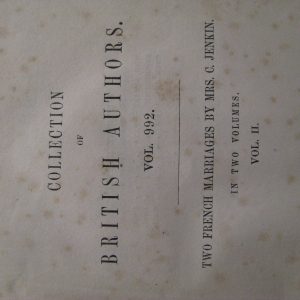 COLLECTION
OF
BRITISH AUTHORS.
VOL. 992.
TWO FRENCH MARRIAGES BY MRS. C. JENKIN.
IN TWO VOLUMES.
VOL. II.